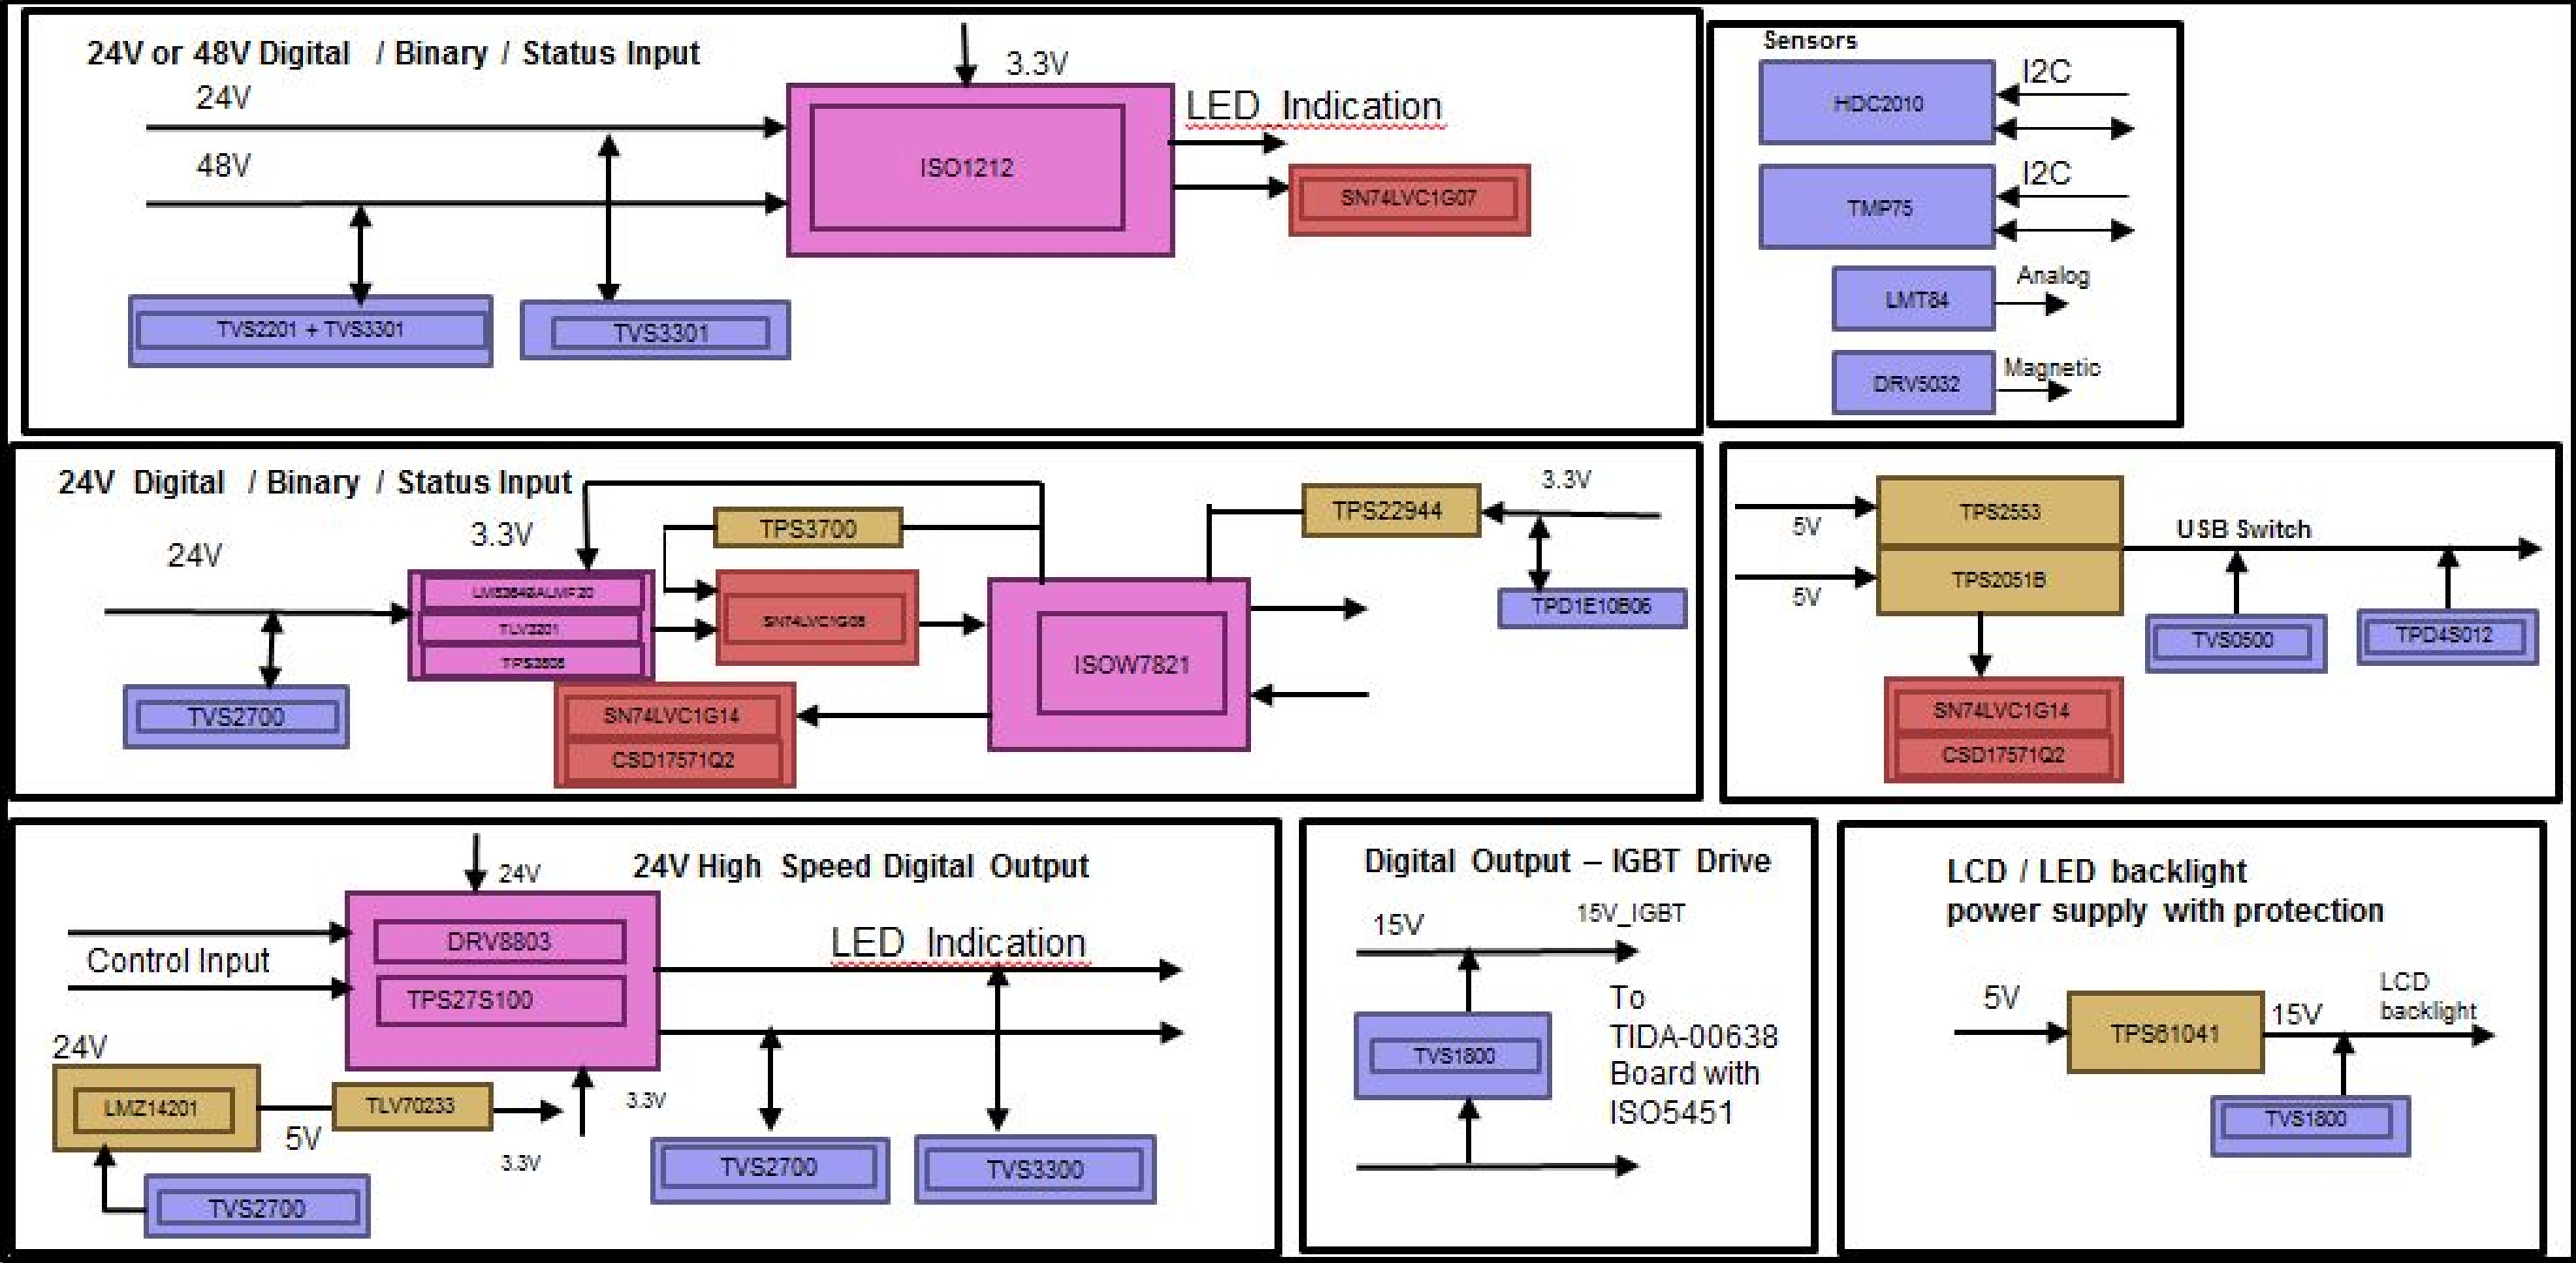 24V or 48V Digital / Binary / Status Input
3.3V
24V
LED Indication
48V
ISO1212
SN74LVC1G07
TVS2201 + TVS3301
TVS3301
Sensors
I2C
HDC2010
I2C
TMP75
Analog
LMT84
Magnetic
DRV5032
24V Digital / Binary / Status Input
3.3V
TPS3700
TPS22944
3.3V
24V
TPD1E10B06
ISOW7821
TVS2700
SN74LVC1G14
CSD17571Q2
TPS2553
5V
USB Switch
TPS2051B
5V
TVS0500
TPD4S012
SN74LVC1G14
CSD17571Q2
24V
24V High Speed Digital Output
DRV8803
LED Indication
Control Input
TPS27S100
24V
LMZ14201
TLV70233
3.3V
5V
3.3V
TVS2700
TVS3300
TVS2700
Digital Output – IGBT Drive
15V
15V_IGBT
To
TIDA-00638
Board with
ISO5451
TVS1800
LCD / LED backlight
power supply with protection
5V
LCD
backlight
15V
TPS61041
TVS1800